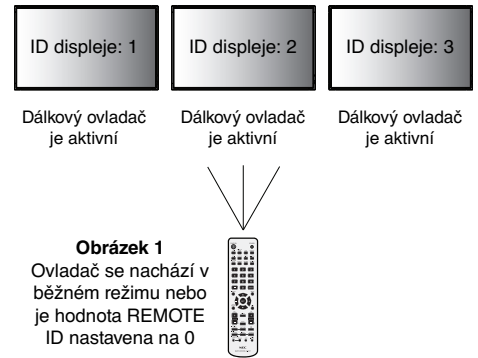 ID displeje: 1
ID displeje: 2
ID displeje: 3
Dálkový ovladač
je aktivní
Dálkový ovladač
je aktivní
Dálkový ovladač
je aktivní
Obrázek 1
Ovladač se nachází v
běžném režimu nebo
je hodnota REMOTE
ID nastavena na 0
NEC